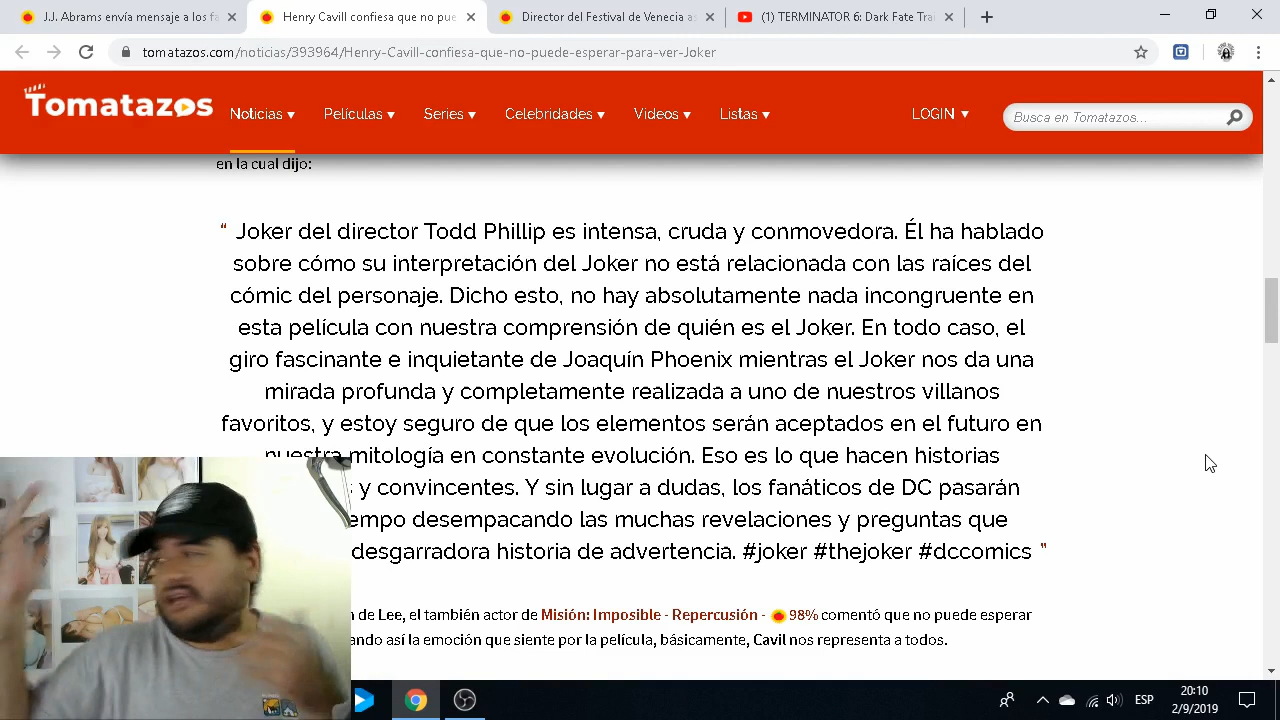 J.J. Abrams envía mensaje a los fa
Henry Cavill confiesa que no pue
Director del Festival de Venecia a
(1) TERMINATOR 6: Dark Fate Tra
tomatazos.com/noticias/393964/Henry-Cavill-confiesa-que-no-puede-esperar-para-ver-Joker
Tomatazos
Noticias ▾ Películas ▾ Series ▾ Celebridades ▾ Videos ▾ Listas ▾ LOGIN ▾ Busca en Tomatazos...
en la cual dijo:
“ Joker del director Todd Phillip es intensa, cruda y conmovedora. Él ha hablado
sobre cómo su interpretación del Joker no está relacionada con las raíces del
cómic del personaje. Dicho esto, no hay absolutamente nada incongruente en
esta película con nuestra comprensión de quién es el Joker. En todo caso, el
giro fascinante e inquietante de Joaquín Phoenix mientras el Joker nos da una
mirada profunda y completamente realizada a uno de nuestros villanos
favoritos, y estoy seguro de que los elementos serán aceptados en el futuro en
nuestra mitología en constante evolución. Eso es lo que hacen historias
y convincentes. Y sin lugar a dudas, los fanáticos de DC pasarán
empo desempacando las muchas revelaciones y preguntas que
desgarradora historia de advertencia. #joker #thejoker #dccomics ”
n de Lee, el también actor de Misión: Imposible - Repercusión - 98% comentó que no puede esperar
ando así la emoción que siente por la película, básicamente, Cavil nos representa a todos.
ESP
20:10
2/9/2019